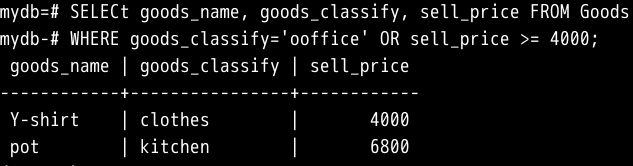 mydb=# SELECt goods_name, goods_classify, sell_price FROM Goods
mydb-# WHERE goods_classify='ooffice' OR sell_price >= 4000;
 goods_name | goods_classify | sell_price
------------+----------------+------------
 Y-shirt    | clothes        |       4000
 pot        | kitchen        |       6800